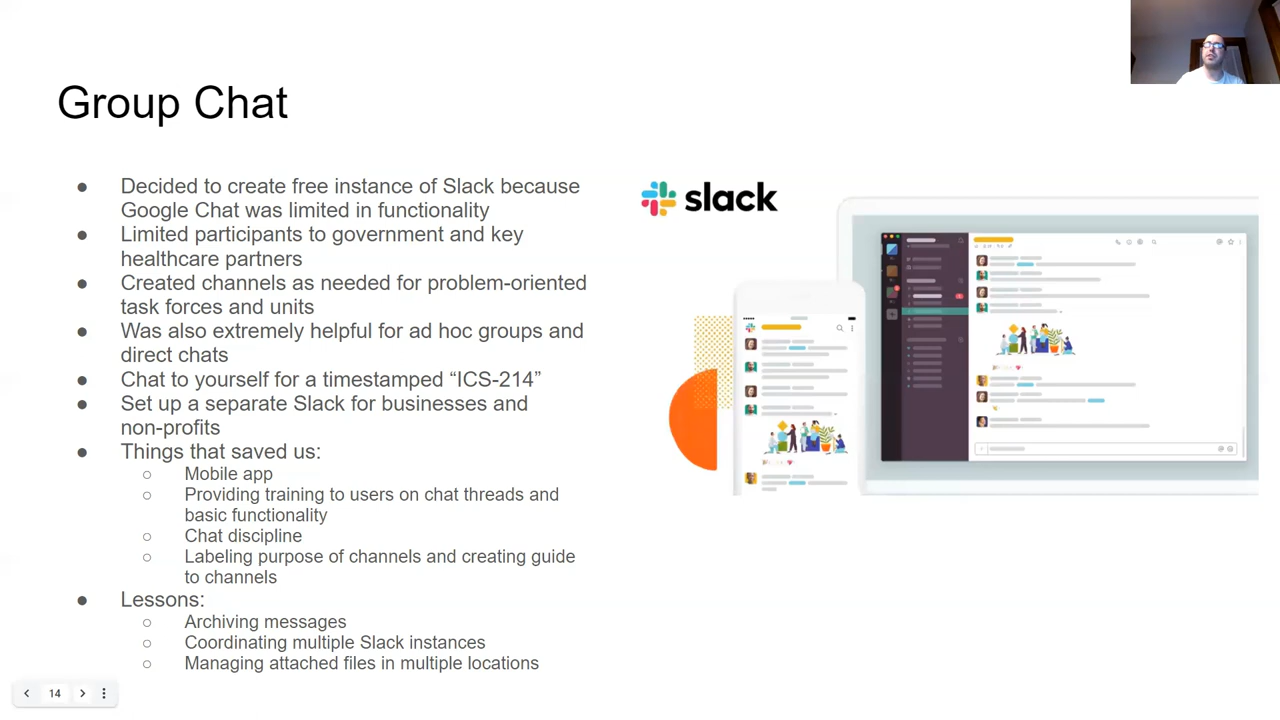 Group Chat
● Decided to create free instance of Slack because
Google Chat was limited in functionality
● Limited participants to government and key
healthcare partners
● Created channels as needed for problem-oriented
task forces and units
● Was also extremely helpful for ad hoc groups and
direct chats
● Chat to yourself for a timestamped “ICS-214”
● Set up a separate Slack for businesses and
non-profits
● Things that saved us:
○ Mobile app
○ Providing training to users on chat threads and
basic functionality
○ Chat discipline
○ Labeling purpose of channels and creating guide
to channels
● Lessons:
○ Archiving messages
○ Coordinating multiple Slack instances
○ Managing attached files in multiple locations
slack
14